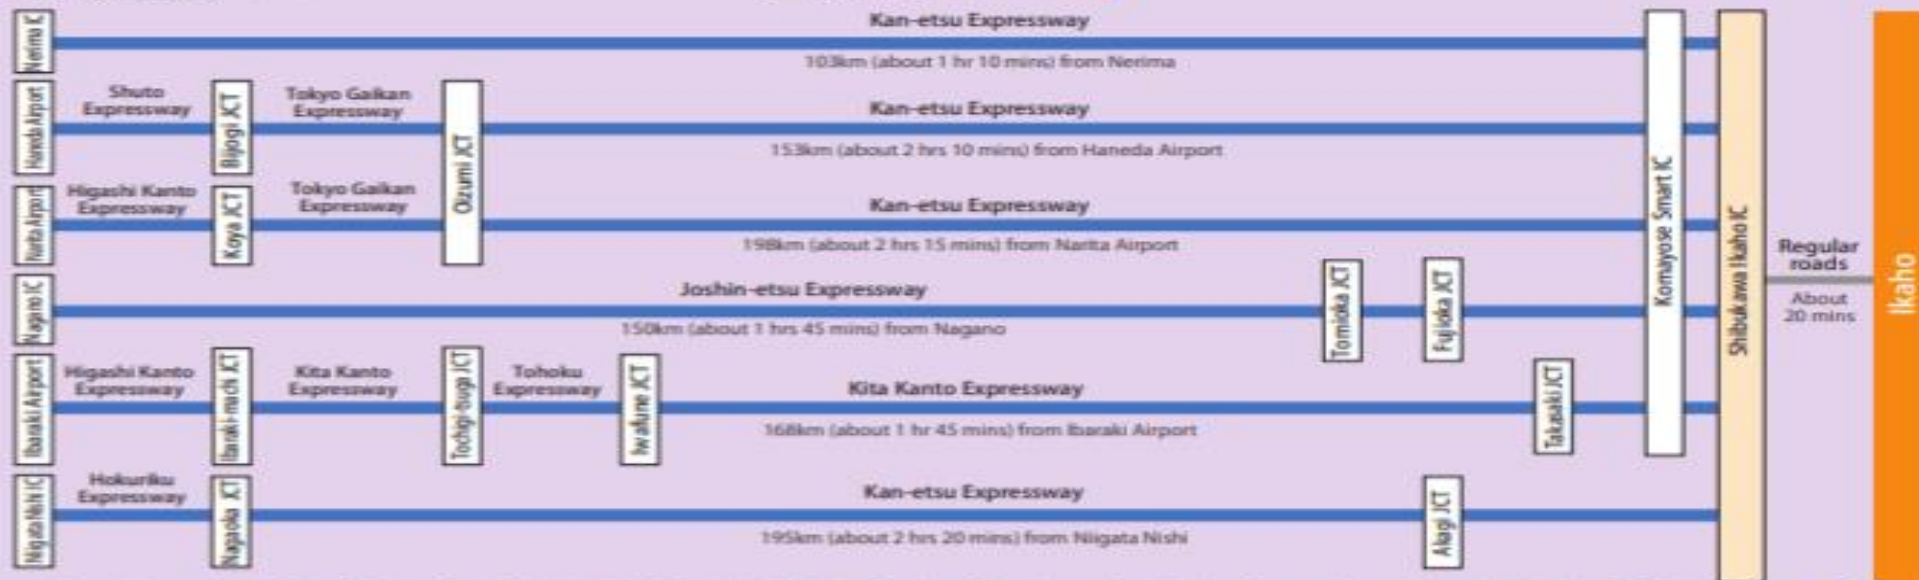 Nerima IC
Kan-etsu Expressway
103km (about 1 hr 10 mins) from Nerima
Haneda Airport
Shuto
Expressway
Bijogi JCT
Tokyo Gaikan
Expressway
Oizumi JCT
Kan-etsu Expressway
153km (about 2 hrs 10 mins) from Haneda Airport
Narita Airport
Higashi Kanto
Expressway
Koya JCT
Tokyo Gaikan
Expressway
Kan-etsu Expressway
198km (about 2 hrs 15 mins) from Narita Airport
Nagano IC
Joshin-etsu Expressway
150km (about 1 hrs 45 mins) from Nagano
Tomioka JCT
Fujioka JCT
Ibaraki Airport
Higashi Kanto
Expressway
Ibaraki-machi JCT
Kita Kanto
Expressway
Tochigi-tsuga JCT
Tohoku
Expressway
Iwafune JCT
Kita Kanto Expressway
168km (about 1 hr 45 mins) from Ibaraki Airport
Takasaki JCT
Niigata Nishi IC
Hokuriku
Expressway
Nagaoka JCT
Kan-etsu Expressway
195km (about 2 hrs 20 mins) from Niigata Nishi
Akagi JCT
Komayose Smart IC
Shibukawa Ikaho IC
Regular
roads
About
20 mins
Ikaho